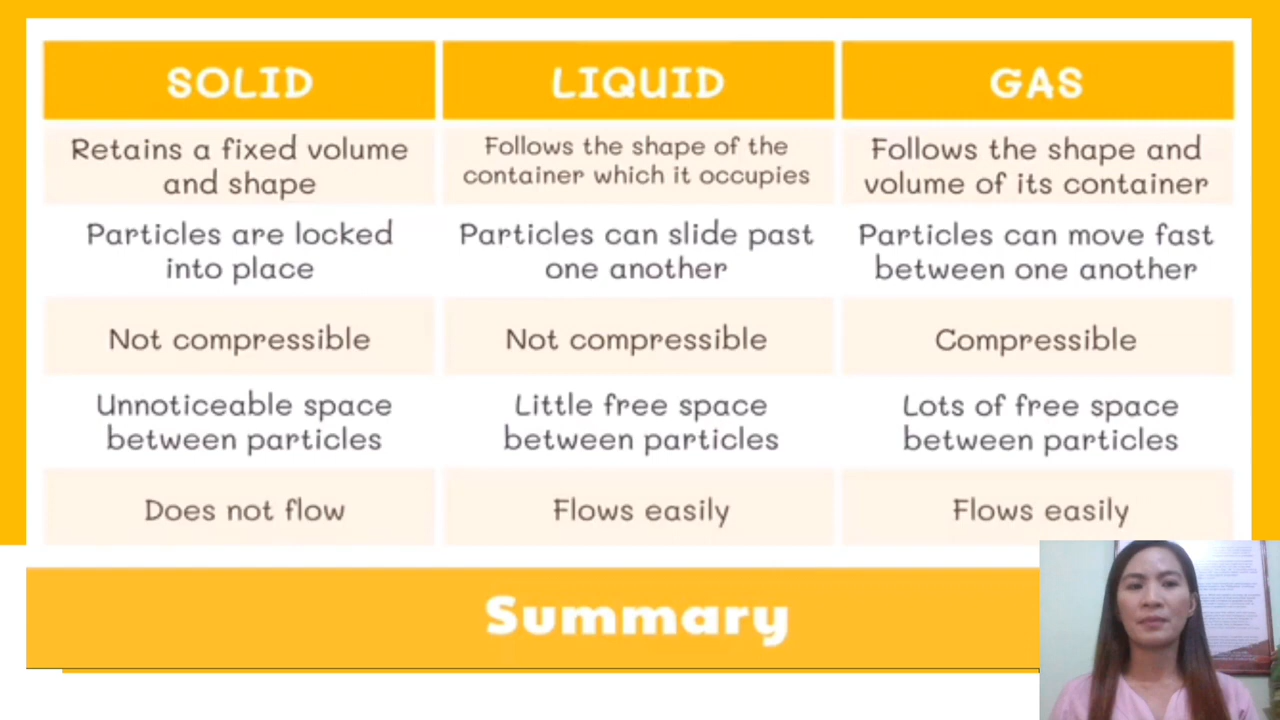 SOLID
LIQUID
GAS
Retains a fixed volume
and shape
Follows the shape of the
container which it occupies
Follows the shape and
volume of its container
Particles are locked
into place
Particles can slide past
one another
Particles can move fast
between one another
Not compressible
Not compressible
Compressible
Unnoticeable space
between particles
Little free space
between particles
Lots of free space
between particles
Does not flow
Flows easily
Flows easily
Summary